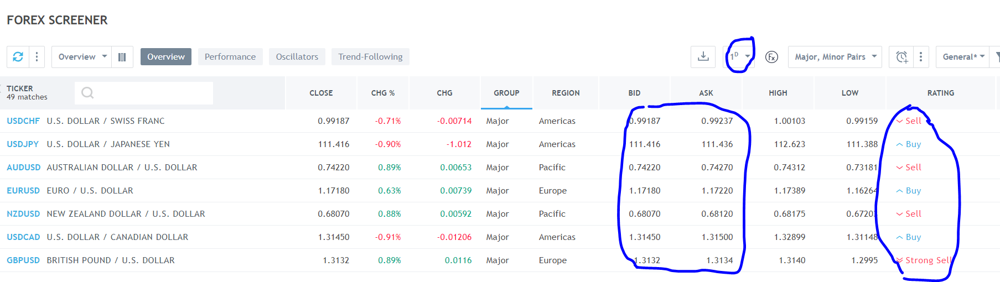 FOREX SCREENER
Overview Overview Performance Oscillators Trend-Following 1D Fx Major, Minor Pairs General*
TICKER CLOSE CHG % CHG GROUP REGION BID ASK HIGH LOW RATING
49 matches
USDCHF U.S. DOLLAR / SWISS FRANC 0.99187 -0.71% -0.00714 Major Americas 0.99187 0.99237 1.00103 0.99159 Sell
USDJPY U.S. DOLLAR / JAPANESE YEN 111.416 -0.90% -1.012 Major Americas 111.416 111.436 112.623 111.388 Buy
AUDUSD AUSTRALIAN DOLLAR / U.S. DOLLAR 0.74220 0.89% 0.00653 Major Pacific 0.74220 0.74270 0.74312 0.73181 Sell
EURUSD EURO / U.S. DOLLAR 1.17180 0.63% 0.00739 Major Europe 1.17180 1.17220 1.17389 1.16264 Buy
NZDUSD NEW ZEALAND DOLLAR / U.S. DOLLAR 0.68070 0.88% 0.00592 Major Pacific 0.68070 0.68120 0.68175 0.67203 Sell
USDCAD U.S. DOLLAR / CANADIAN DOLLAR 1.31450 -0.91% -0.01206 Major Americas 1.31450 1.31500 1.32899 1.31148 Buy
GBPUSD BRITISH POUND / U.S. DOLLAR 1.3132 0.89% 0.0116 Major Europe 1.3132 1.3134 1.3140 1.2995 Strong Sell